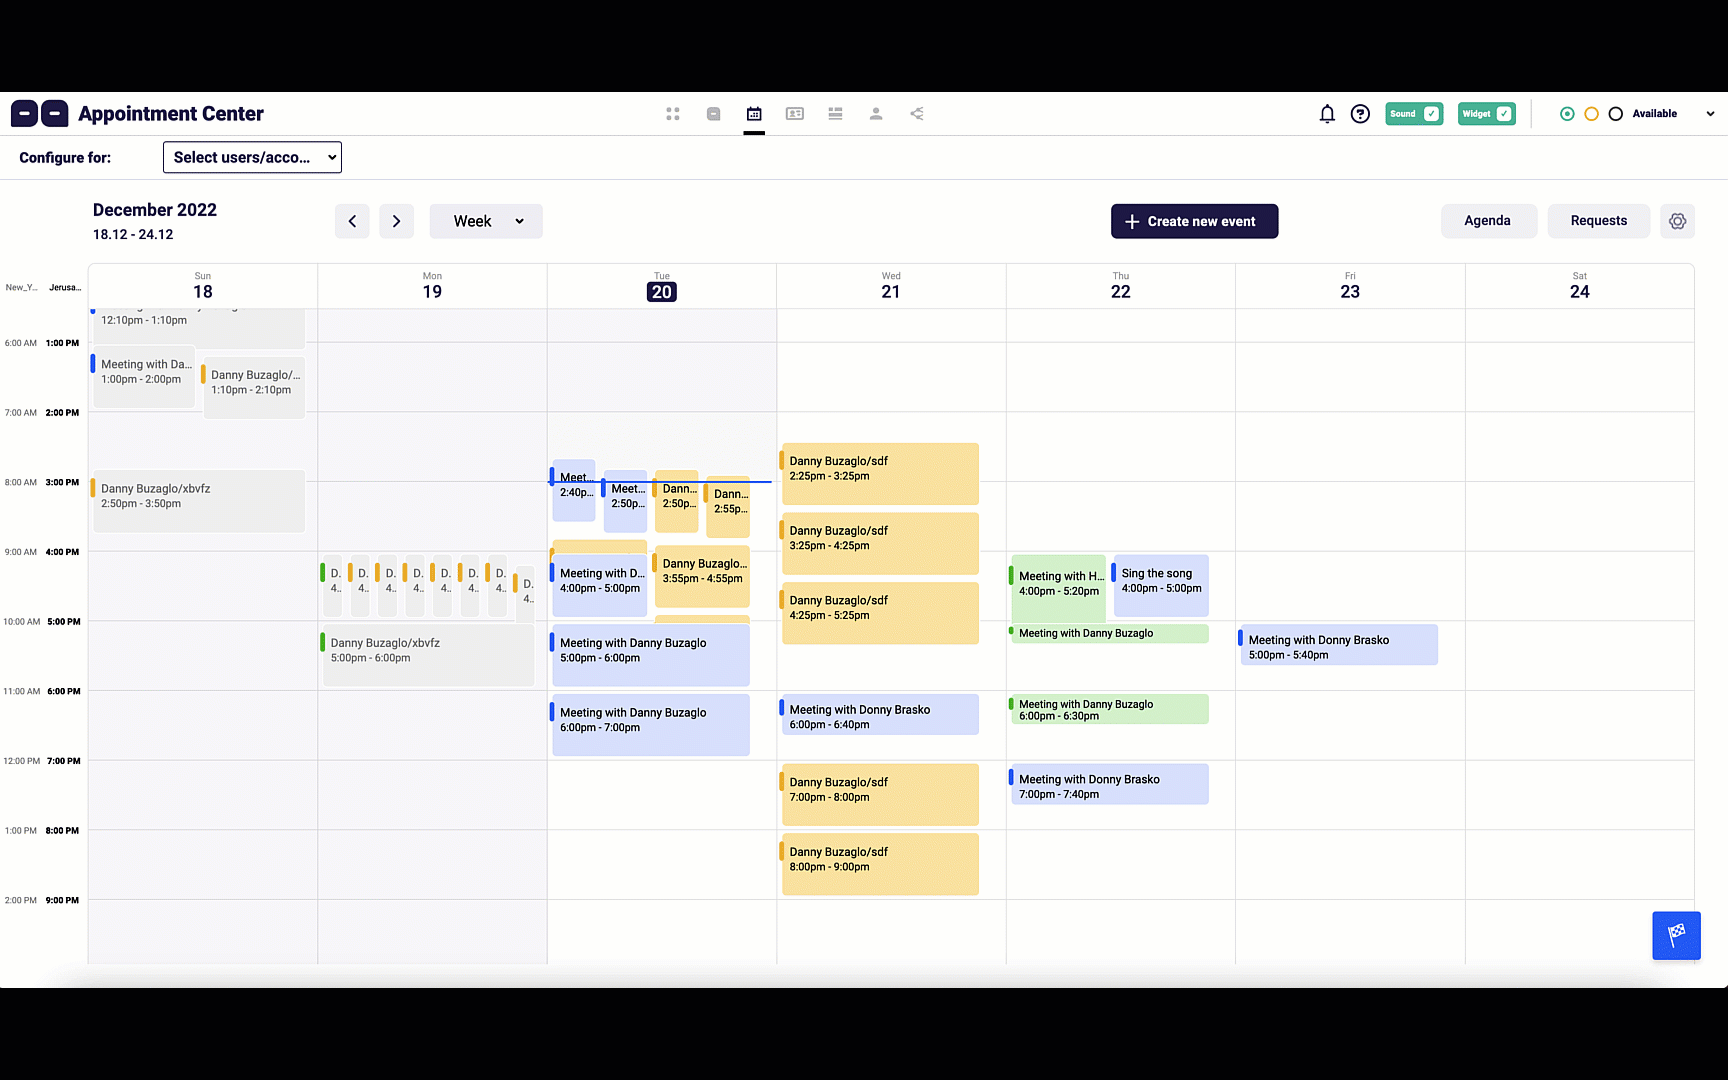 Appointment Center
Sound
Widget
Available
Configure for:
Select users/acco...
December 2022
18.12 - 24.12
Week
Create new event
Agenda
Requests
New_Y...
Jerusa...
Sun
18
Mon
19
Tue
20
Wed
21
Thu
22
Fri
23
Sat
24
6:00 AM 1:00 PM
7:00 AM 2:00 PM
8:00 AM 3:00 PM
9:00 AM 4:00 PM
10:00 AM 5:00 PM
11:00 AM 6:00 PM
12:00 PM 7:00 PM
1:00 PM 8:00 PM
2:00 PM 9:00 PM
12:10pm - 1:10pm
Meeting with Da...
1:00pm - 2:00pm
Danny Buzaglo/...
1:10pm - 2:10pm
Danny Buzaglo/xbvfz
2:50pm - 3:50pm
D.
4..
D.
4..
D.
4..
D.
4..
D.
4..
D.
4..
D.
4..
D.
4..
Danny Buzaglo/xbvfz
5:00pm - 6:00pm
Meet...
2:40p...
Meet...
2:50p...
Dann...
2:50p...
Dann...
2:55p...
Meeting with D...
4:00pm - 5:00pm
Danny Buzaglo...
3:55pm - 4:55pm
Meeting with Danny Buzaglo
5:00pm - 6:00pm
Meeting with Danny Buzaglo
6:00pm - 7:00pm
Danny Buzaglo/sdf
2:25pm - 3:25pm
Danny Buzaglo/sdf
3:25pm - 4:25pm
Danny Buzaglo/sdf
4:25pm - 5:25pm
Meeting with Donny Brasko
6:00pm - 6:40pm
Danny Buzaglo/sdf
7:00pm - 8:00pm
Danny Buzaglo/sdf
8:00pm - 9:00pm
Meeting with H...
4:00pm - 5:20pm
Sing the song
4:00pm - 5:00pm
Meeting with Danny Buzaglo
Meeting with Danny Buzaglo
6:00pm - 6:30pm
Meeting with Donny Brasko
7:00pm - 7:40pm
Meeting with Donny Brasko
5:00pm - 5:40pm